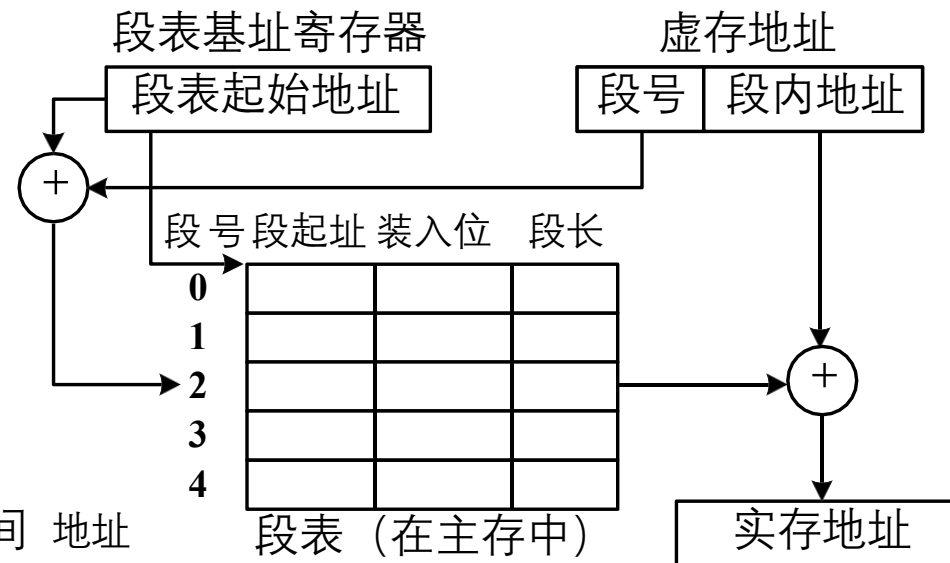 段表基址寄存器 虚存地址
段表起始地址 段号 段内地址
+
段号 段起址 装入位 段长
0
1
2
+
3
4
间 地址 段表（在主存中） 实存地址